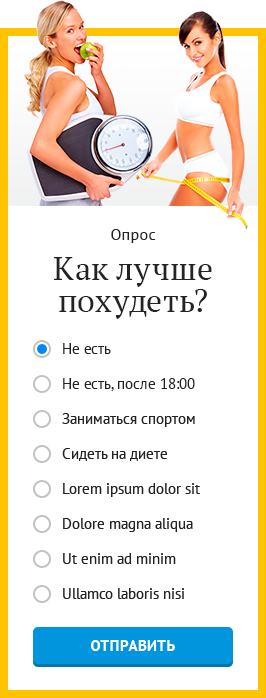 Опрос
Как лучше
похудеть?
Не есть
Не есть, после 18:00
Заниматься спортом
Сидеть на диете
Lorem ipsum dolor sit
Dolore magna aliqua
Ut enim ad minim
Ullamco laboris nisi
ОТПРАВИТЬ